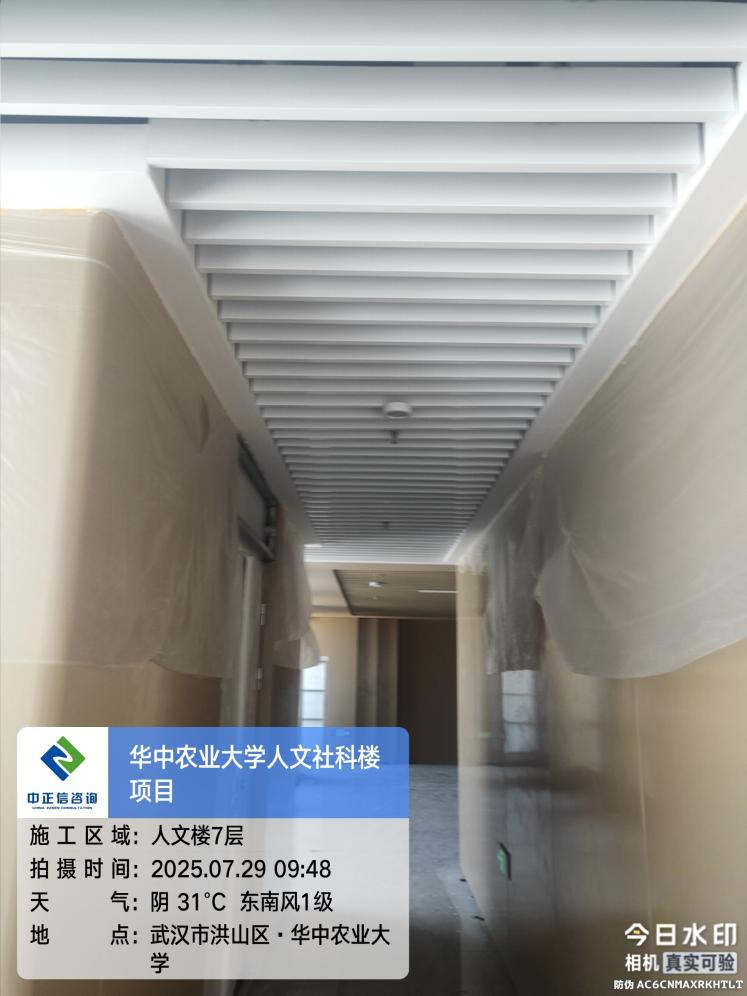 华中农业大学人文社科楼
项目
中正信咨询
CHINA ZENXIN CONSULTATION
施工区域：人文楼7层
拍摄时间：2025.07.29 09:48
天气：阴 31℃ 东南风1级
地点：武汉市洪山区·华中农业大
学
今日水印
相机 真实可验
防伪 AC6CNMAXRKHTLT